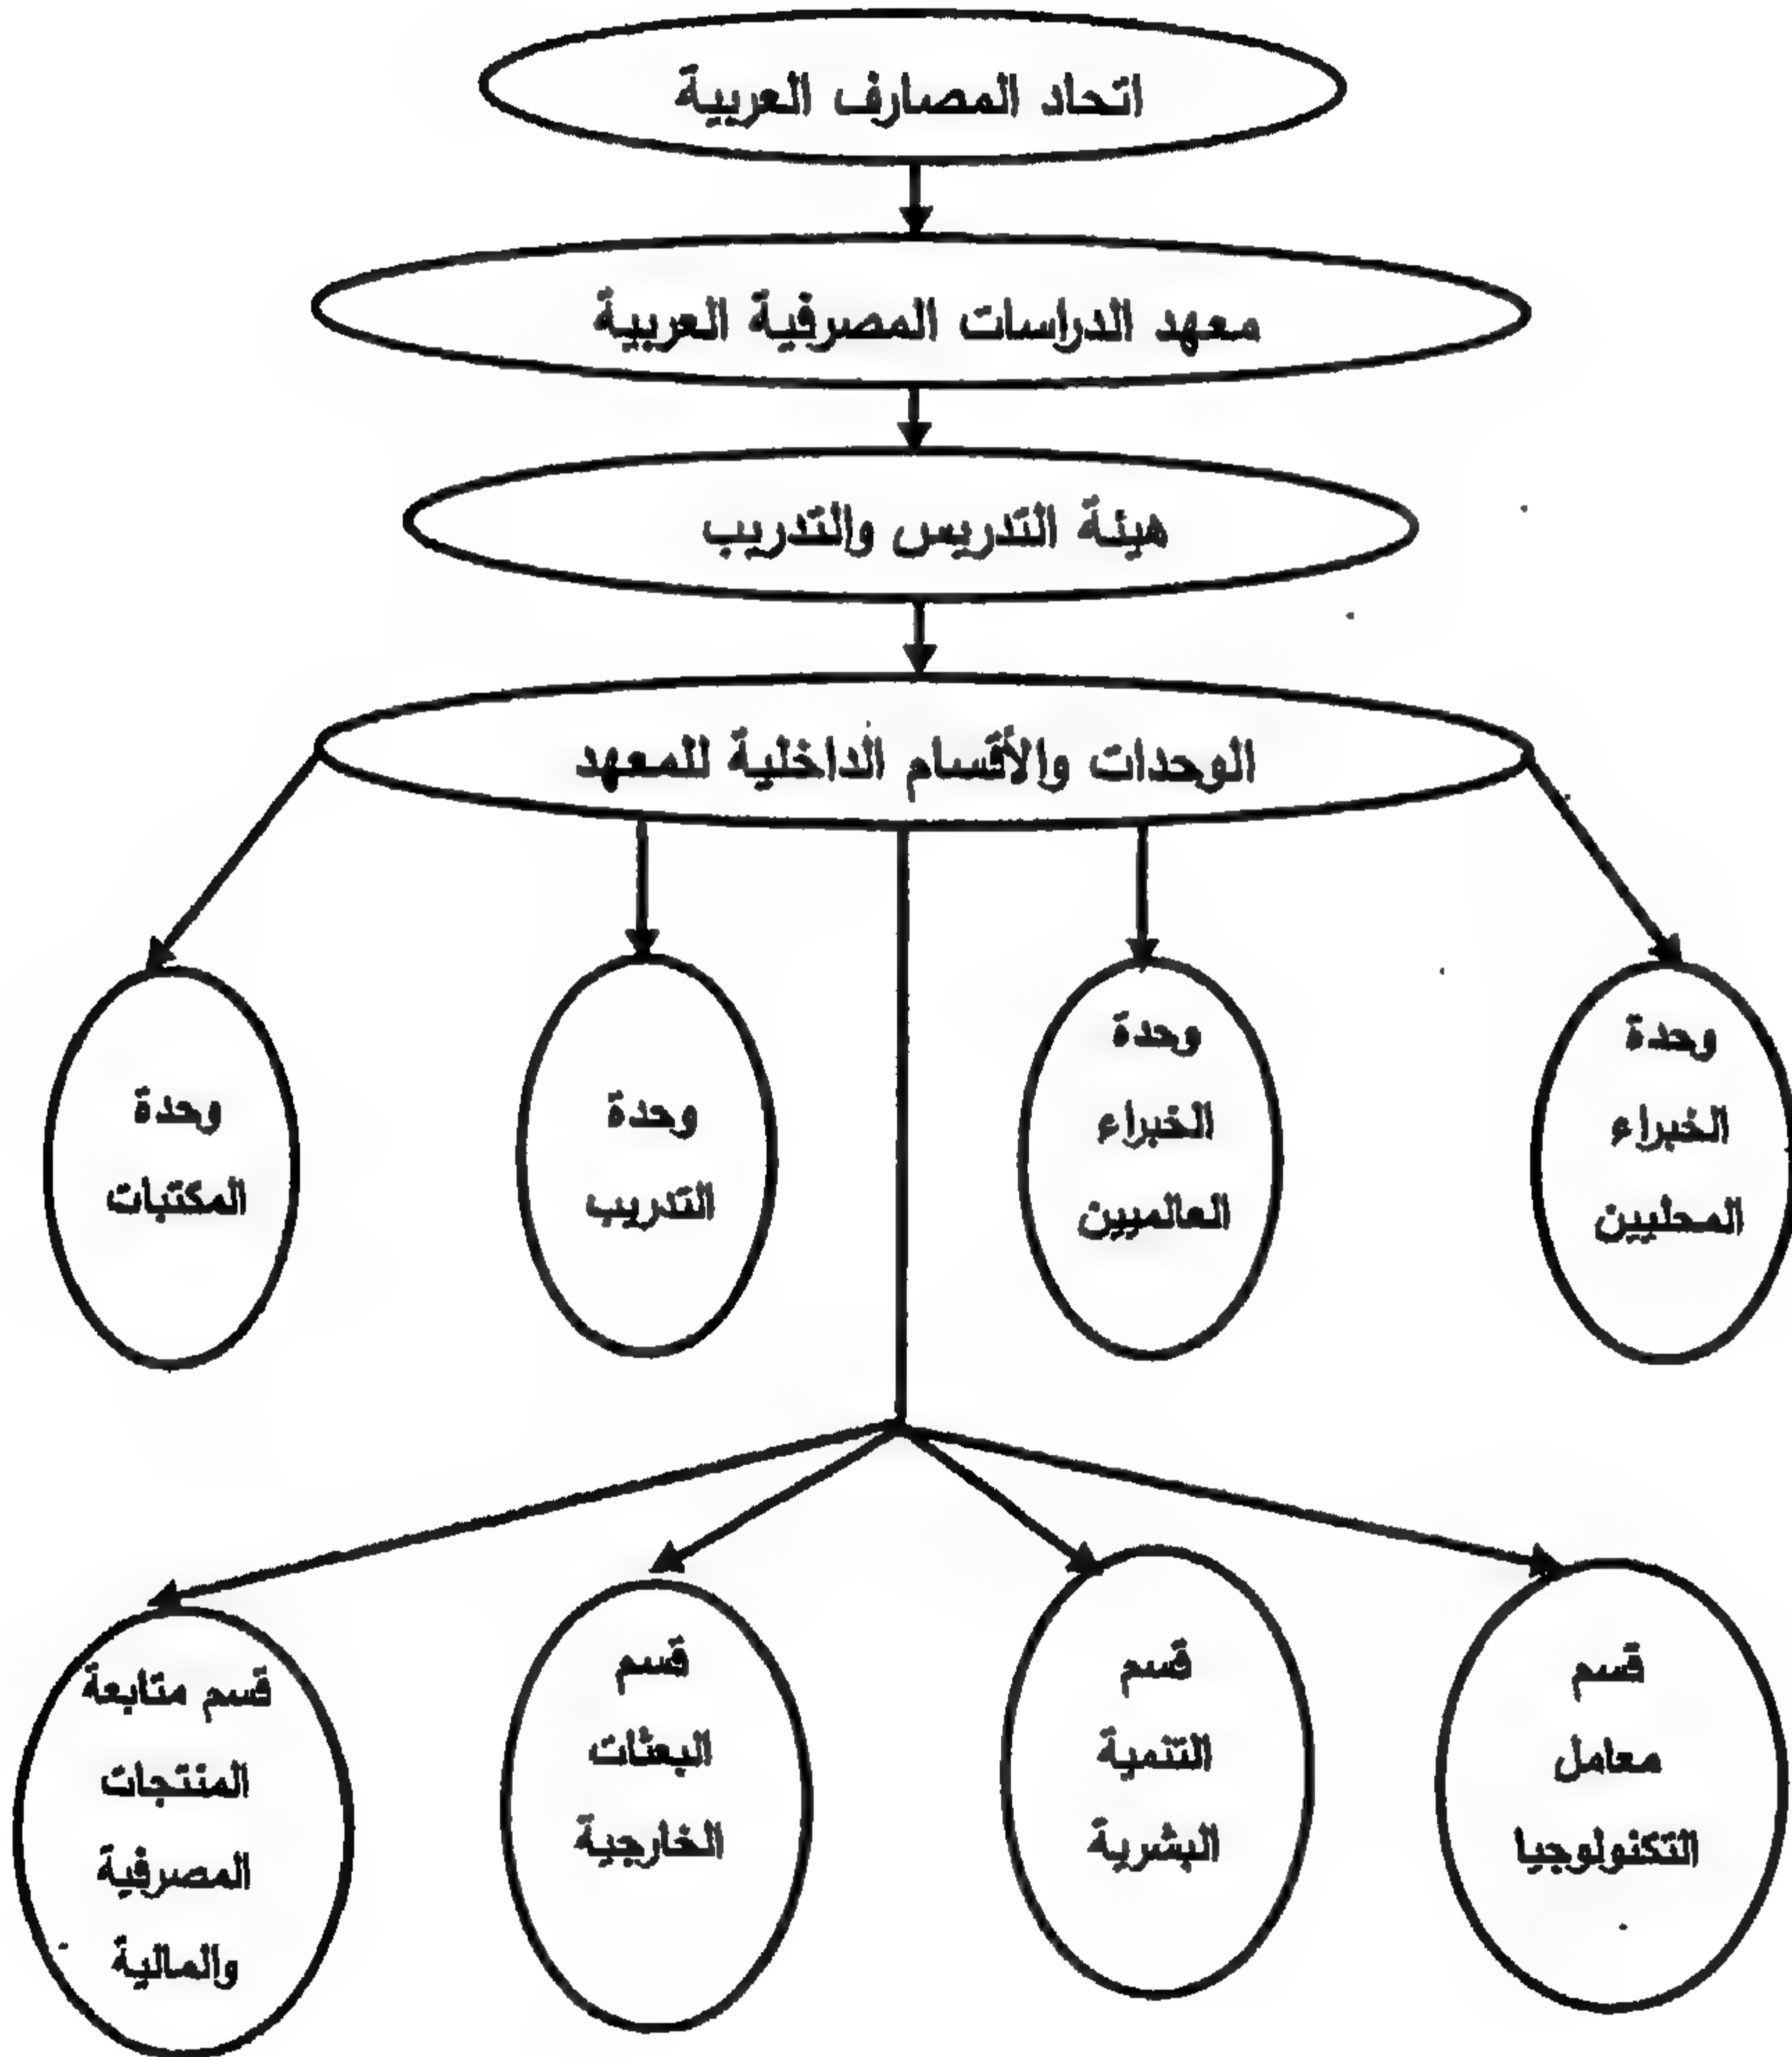 اتحاد المصارف العربية
معهد الدراسات المصرفية العربية
هيئة التدريس والتدريب
الوحدات والأقسام الداخلية للمعهد
وحدة
الخبراء
المحليين
وحدة
الخبراء
العالميين
وحدة
التدريب
وحدة
المكتبات
قسم
معامل
التكنولوجيا
قسم
التنمية
البشرية
قسم
البعثات
الخارجية
قسم متابعة
المنتجات
المصرفية
والمالية